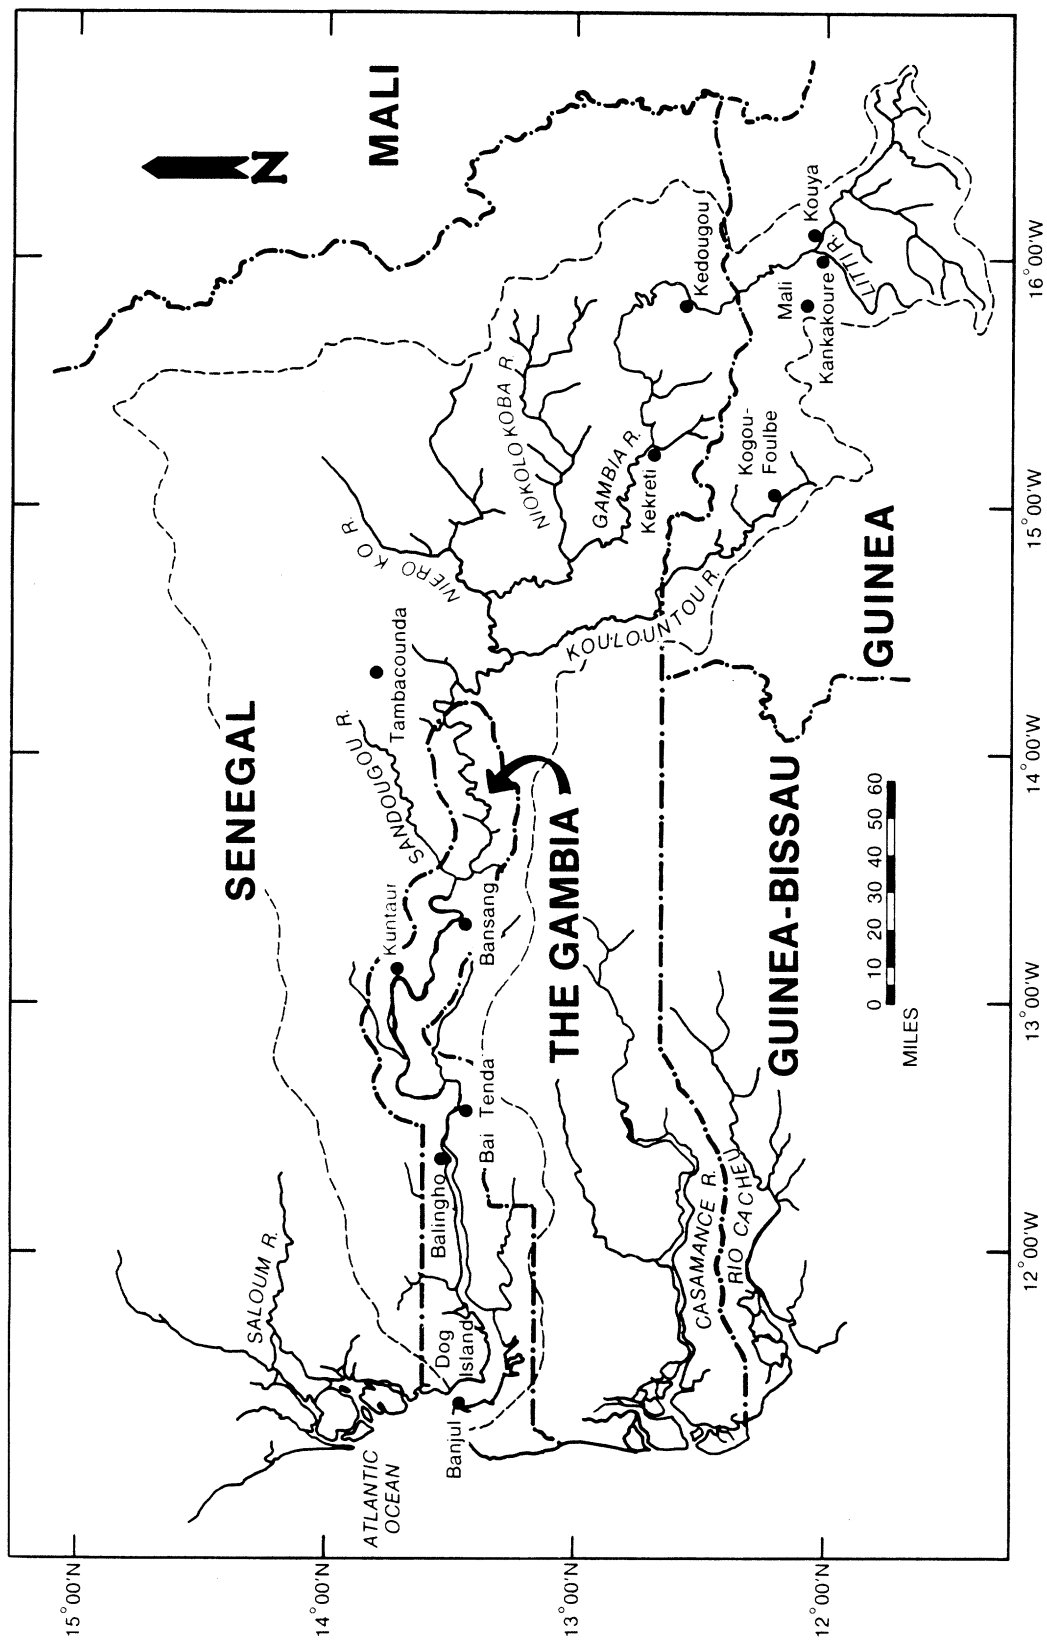 N
MALI
SENEGAL
SALOUM R.
ATLANTIC
OCEAN
Banjul
Dog
Island
Balingho
Bai Tenda
Kuntaur
Bansang
SANDOUGOU R.
Tambacounda
NIERO KO R.
NIOKOLO KOBA R.
GAMBIA R.
Kekreti
Kedougou
THE GAMBIA
KOULOUNTOU R.
Kogou-
Foulbe
Mali
Kankakoure
Kouya
LITI R.
CASAMANCE R.
RIO CACHEU
GUINEA-BISSAU
GUINEA
0 10 20 30 40 50 60
MILES
15°00'N
14°00'N
13°00'N
12°00'N
12°00'W
13°00'W
14°00'W
15°00'W
16°00'W